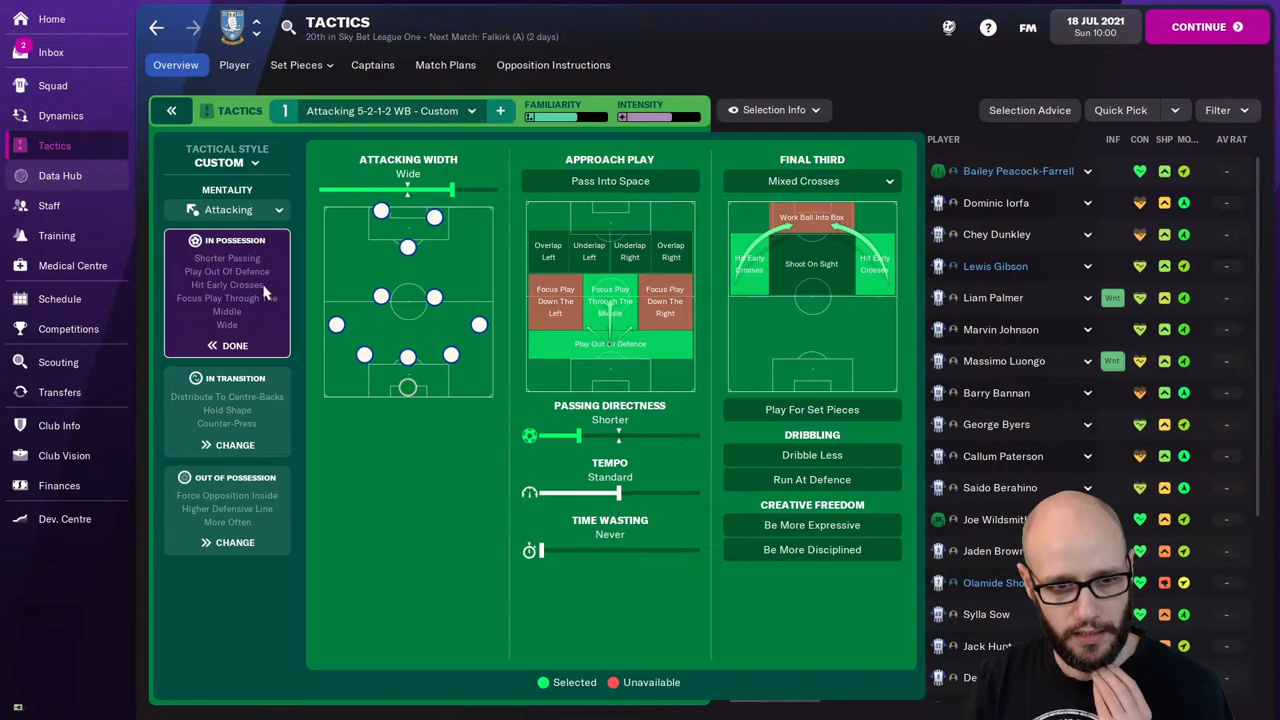 Home
2
Inbox
Squad
Dynamics
Tactics
Data Hub
Staff
Training
Medical Centre
Schedule
Competitions
Scouting
Transfers
Club Info
Club Vision
Finances
Dev. Centre
TACTICS
20th in Sky Bet League One - Next Match: Falkirk (A) (2 days)
FM
18 JUL 2021
Sun 10:00
CONTINUE
Overview
Player
Set Pieces
Captains
Match Plans
Opposition Instructions
TACTICS
1
Attacking 5-2-1-2 WB - Custom
FAMILIARITY
INTENSITY
Selection Info
Selection Advice
Quick Pick
Filter
TACTICAL STYLE
CUSTOM
MENTALITY
Attacking
IN POSSESSION
Shorter Passing
Play Out Of Defence
Hit Early Crosses
Focus Play Through
Middle
Wide
DONE
IN TRANSITION
Distribute To Centre-Backs
Hold Shape
Counter-Press
CHANGE
OUT OF POSSESSION
Force Opposition Inside
Higher Defensive Line
More Often
CHANGE
ATTACKING WIDTH
Wide
APPROACH PLAY
Pass Into Space
Overlap Left
Underlap Left
Underlap Right
Overlap Right
Focus Play Down The Left
Focus Play Through The Middle
Focus Play Down The Right
Play Out Of Defence
PASSING DIRECTNESS
Shorter
TEMPO
Standard
TIME WASTING
Never
FINAL THIRD
Mixed Crosses
Work Ball Into Box
Hit Early Crosses
Shoot On Sight
Hit Early Crosses
Play For Set Pieces
DRIBBLING
Dribble Less
Run At Defence
CREATIVE FREEDOM
Be More Expressive
Be More Disciplined
Selected
Unavailable
PLAYER
INF
CON
SHP
MO...
AV RAT
Bailey Peacock-Farrell -
Dominic Iorfa -
Chey Dunkley -
Lewis Gibson -
Liam Palmer Wnt -
Marvin Johnson -
Massimo Luongo Wnt -
Barry Bannan -
George Byers -
Callum Paterson -
Saido Berahino -
Joe Wildsmith -
Jaden Brown -
Olamide Sho -
Sylla Sow -
Jack Hunt -
De -